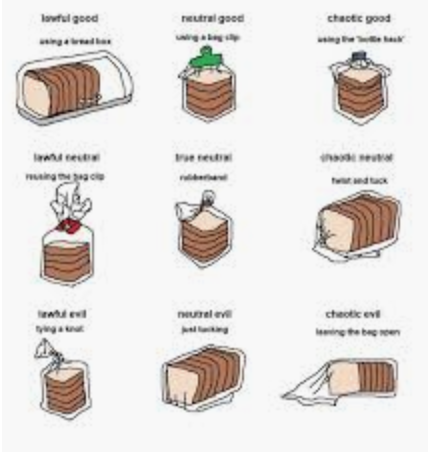 lawful good
neutral good
chaotic good
using a bread box
using a bag clip
using the 'bottle hack'
lawful neutral
true neutral
chaotic neutral
reusing the bag clip
rubberband
twist and tuck
lawful evil
neutral evil
chaotic evil
tying a knot
just tucking
leaving the bag open